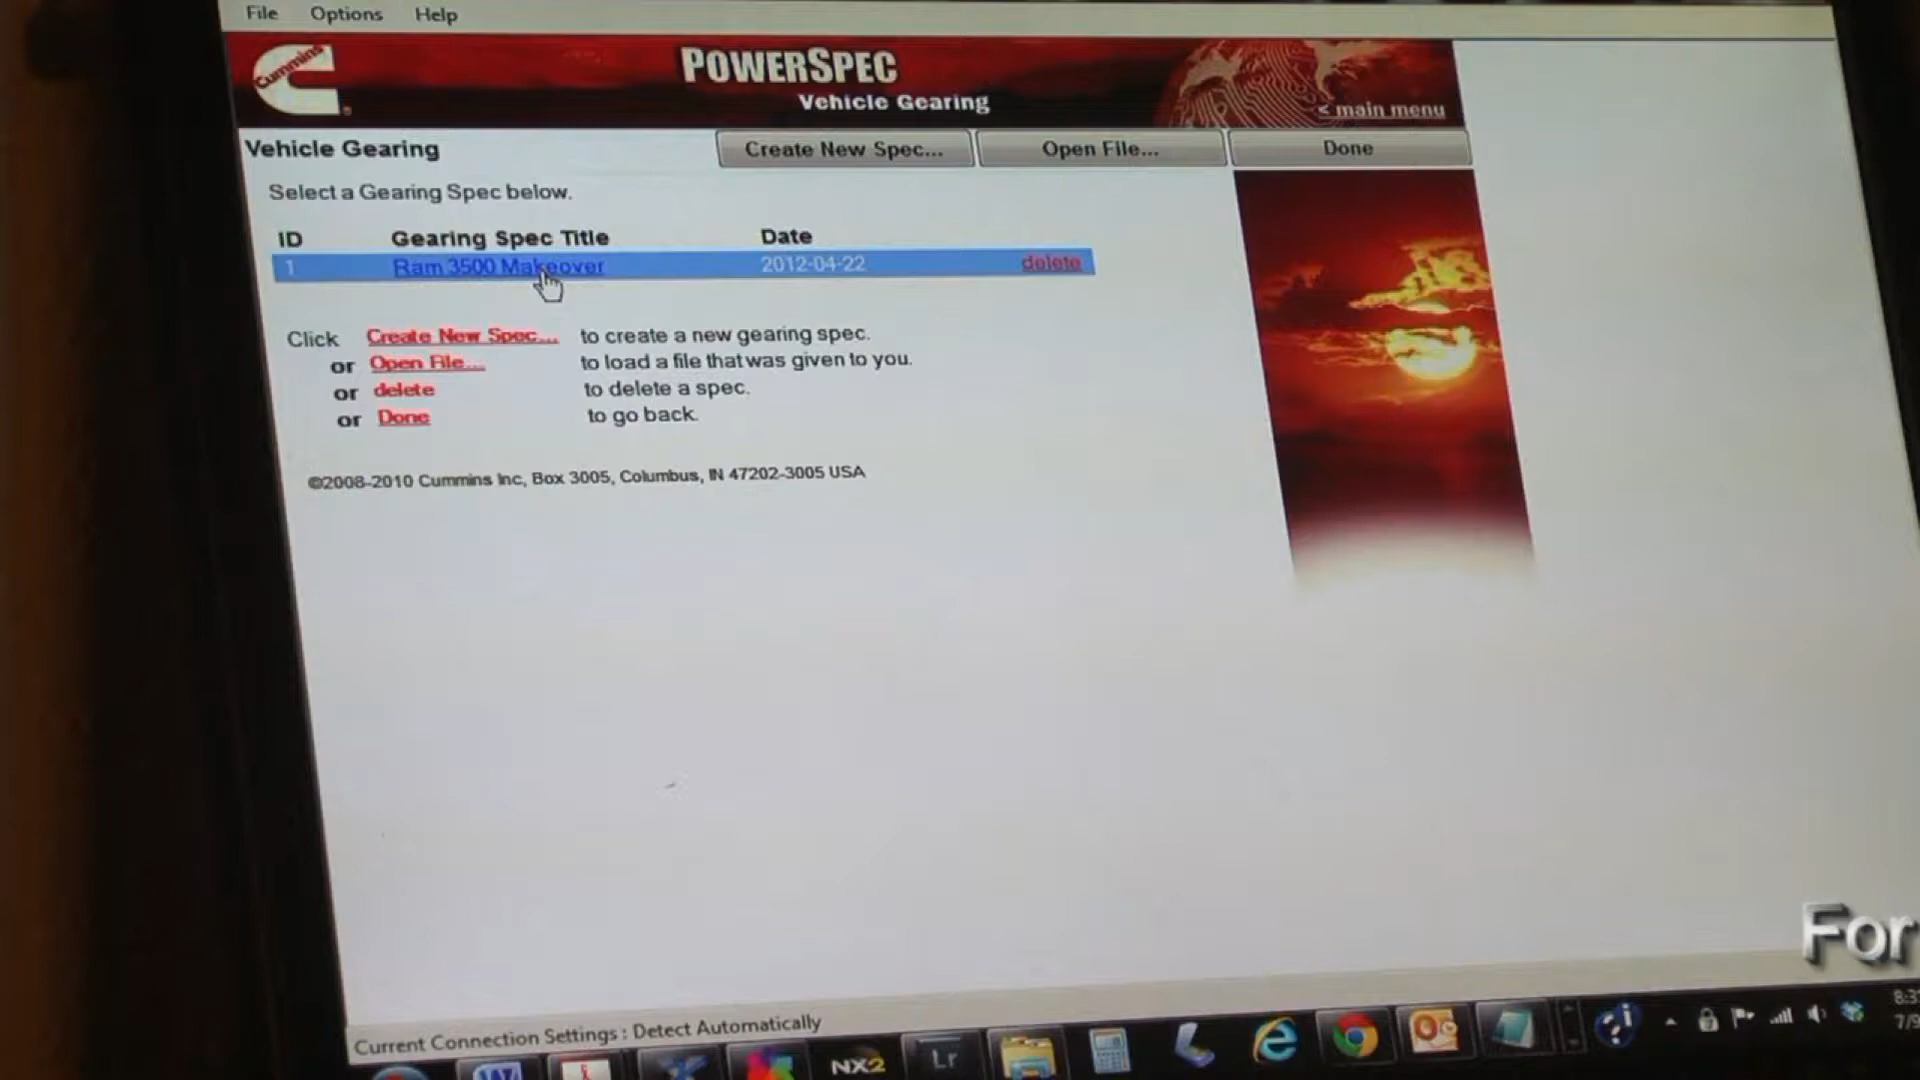 File Options Help
Cummins
POWERSPEC
Vehicle Gearing
< main menu
Vehicle Gearing Create New Spec... Open File... Done
Select a Gearing Spec below.
ID Gearing Spec Title Date
1 Ram 3500 Makeover 2012-04-22 delete
Click Create New Spec... to create a new gearing spec.
or Open File... to load a file that was given to you.
or delete to delete a spec.
or Done to go back.
©2008-2010 Cummins Inc, Box 3005, Columbus, IN 47202-3005 USA
For
Current Connection Settings : Detect Automatically
NX2
Lr